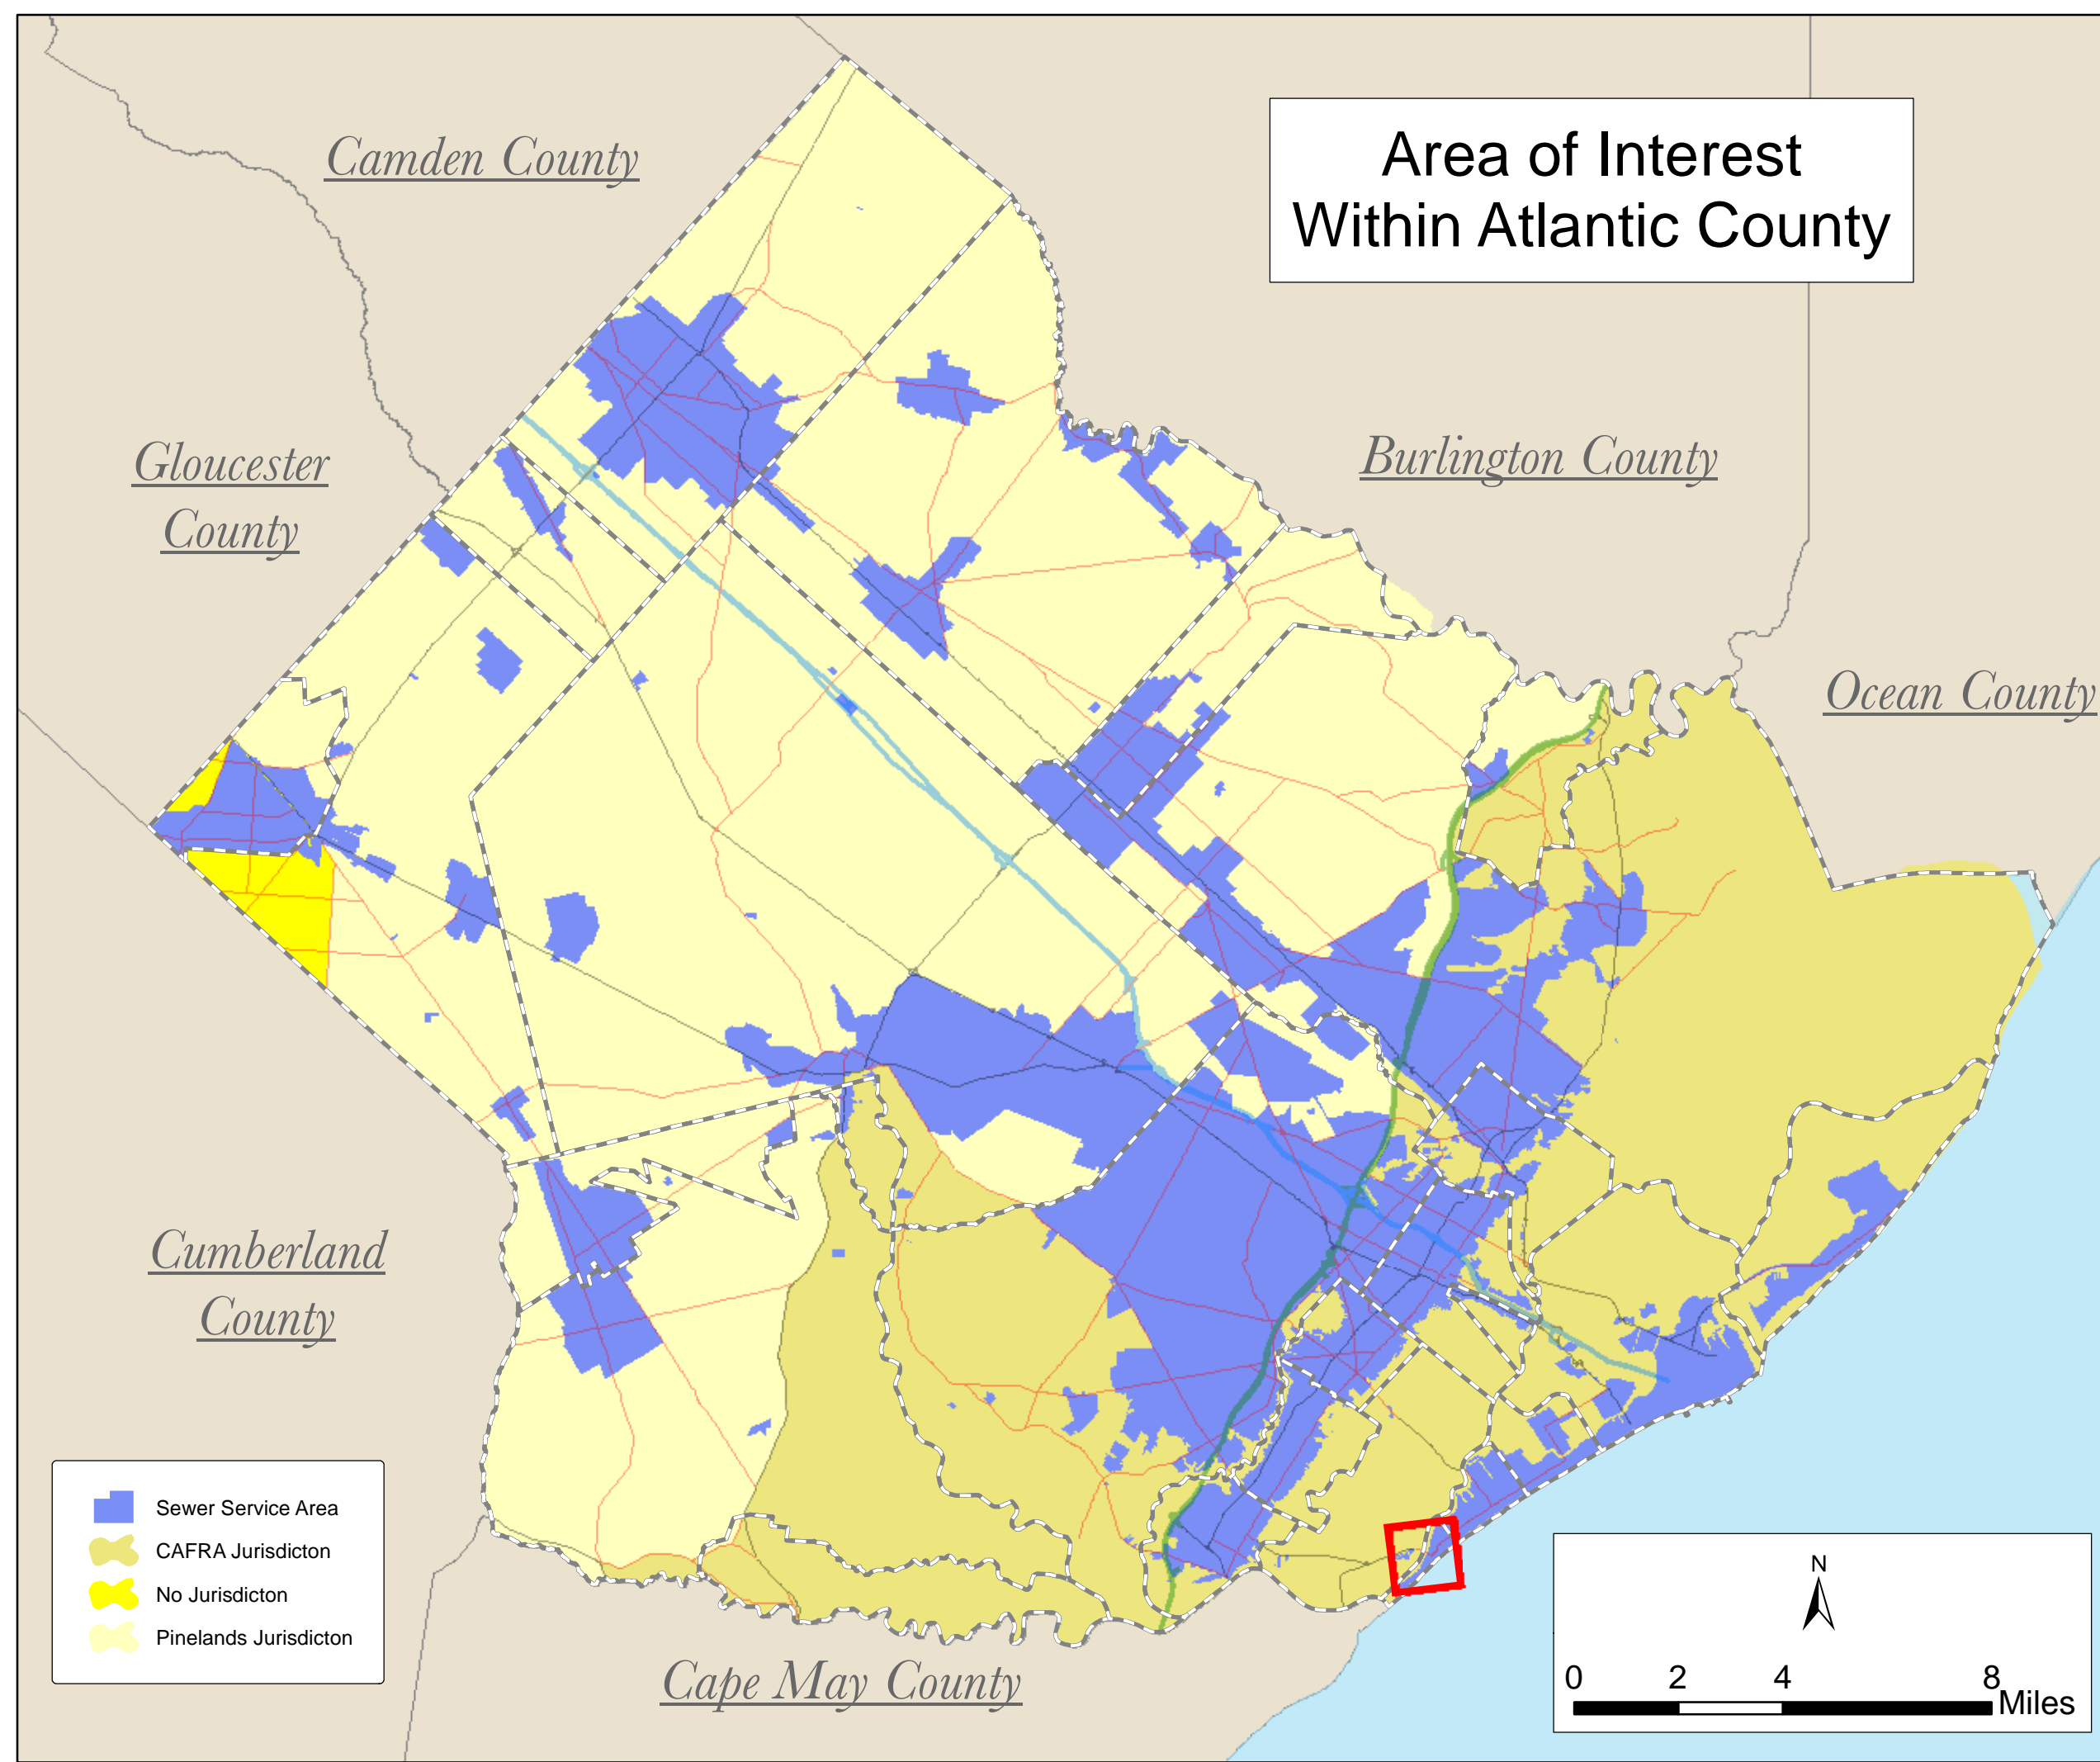 Area of Interest
Within Atlantic County
Camden County
Gloucester
County
Burlington County
Ocean County
Cumberland
County
Cape May County
Sewer Service Area
CAFRA Jurisdicton
No Jurisdicton
Pinelands Jurisdicton
N
0 2 4 8 Miles